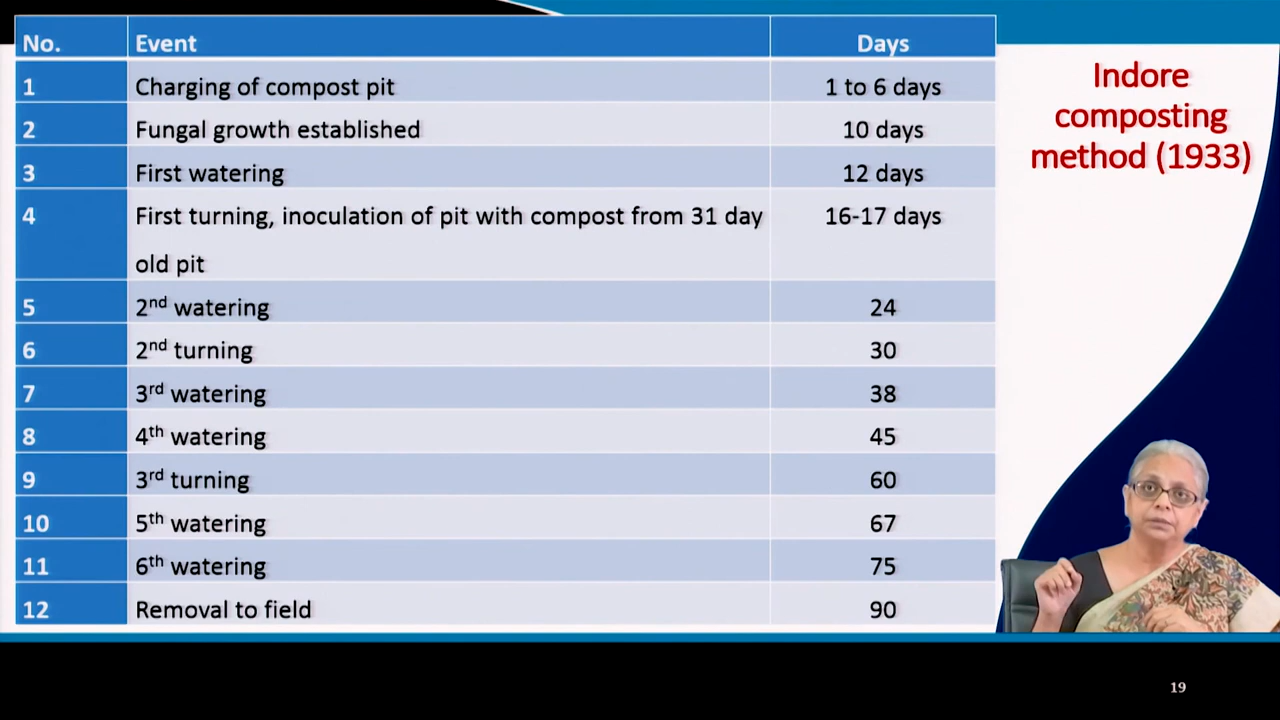 No. Event Days
1 Charging of compost pit 1 to 6 days
2 Fungal growth established 10 days
3 First watering 12 days
4 First turning, inoculation of pit with compost from 31 day 16-17 days
old pit
5 2nd watering 24
6 2nd turning 30
7 3rd watering 38
8 4th watering 45
9 3rd turning 60
10 5th watering 67
11 6th watering 75
12 Removal to field 90
Indore
composting
method (1933)
19